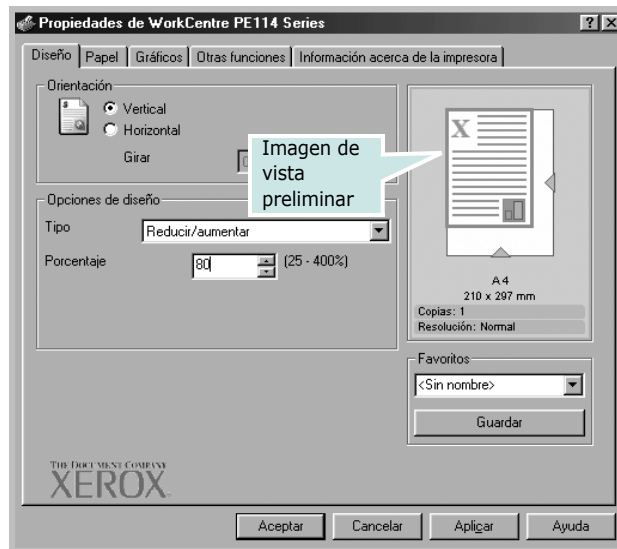 Propiedades de WorkCentre PE114 Series
Diseño Papel Gráficos Otras funciones Información acerca de la impresora
Orientación
Vertical
Horizontal
Girar
Imagen de
vista
preliminar
Opciones de diseño
Tipo Reducir/aumentar
Porcentaje 80 (25 - 400%)
X
A4
210 x 297 mm
Copias: 1
Resolución: Normal
Favoritos
<Sin nombre>
Guardar
THE DOCUMENT COMPANY
XEROX
Aceptar Cancelar Aplicar Ayuda